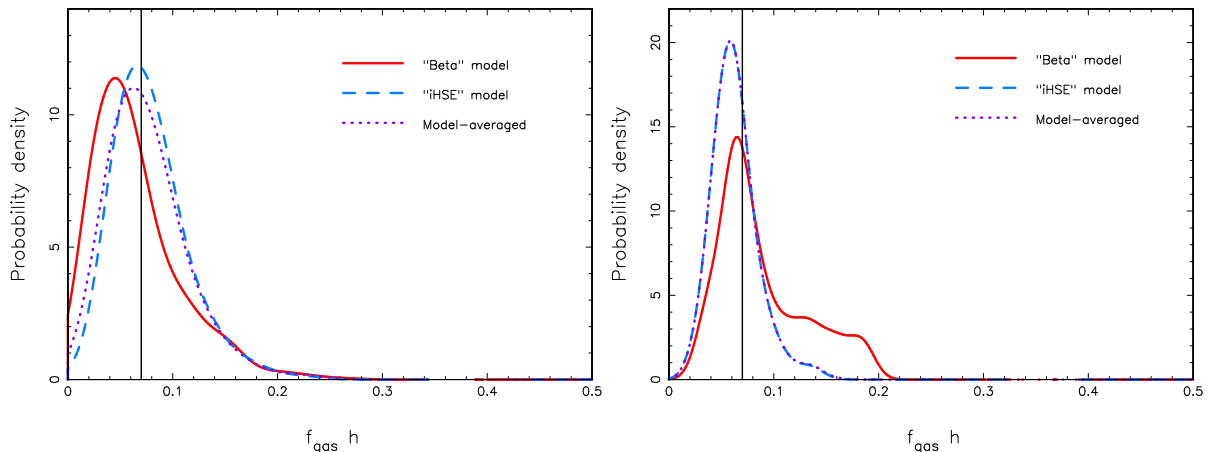 Probability density
10
5
0
"Beta" model
"iHSE" model
Model-averaged
0
0.1
0.2
0.3
0.4
0.5
f_gas h
Probability density
20
15
10
5
0
"Beta" model
"iHSE" model
Model-averaged
0
0.1
0.2
0.3
0.4
0.5
f_gas h